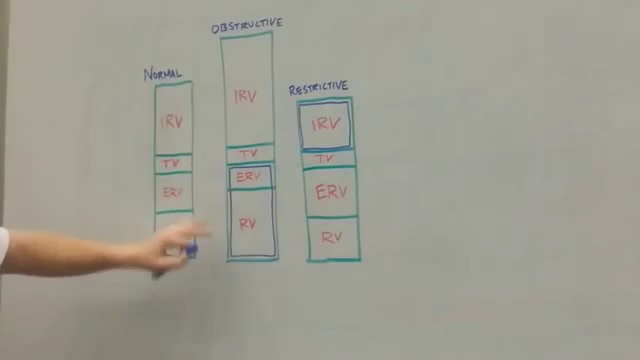 NORMAL
IRV
TV
ERV
OBSTRUCTIVE
IRV
TV
ERV
RV
RESTRICTIVE
IRV
TV
ERV
RV